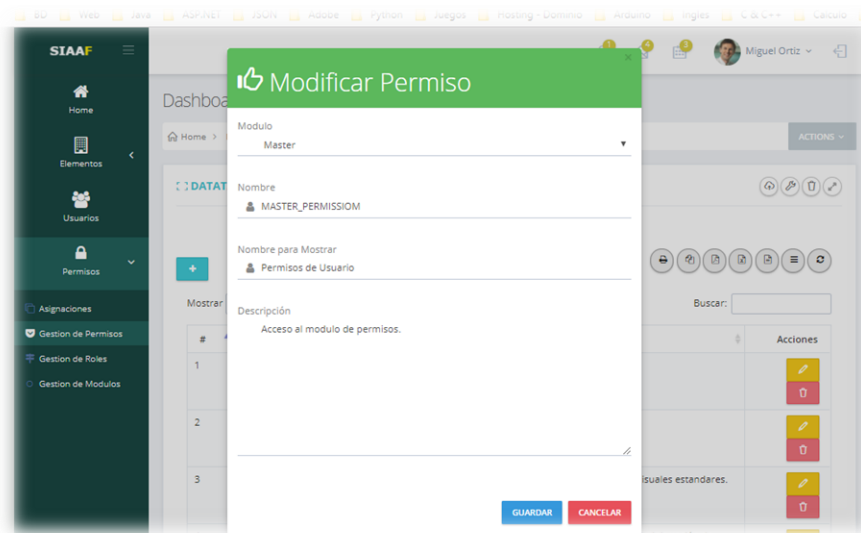 BD Web Java ASP.NET JSON Adobe Python Juegos Hosting - Dominio Arduino Ingles C & C++ Calculo
SIAAF
Miguel Ortiz
Modificar Permiso
Home
Dashboa
Home >
ACTIONS
Modulo
Master
Elementos
DATAT
Nombre
MASTER_PERMISSIOM
Usuarios
Nombre para Mostrar
Permisos de Usuario
Permisos
Mostrar
Buscar:
Descripción
Acceso al modulo de permisos.
Asignaciones
Gestion de Permisos
Gestion de Roles
Gestion de Modulos
# Acciones
1
2
3 isuales estandares.
GUARDAR CANCELAR